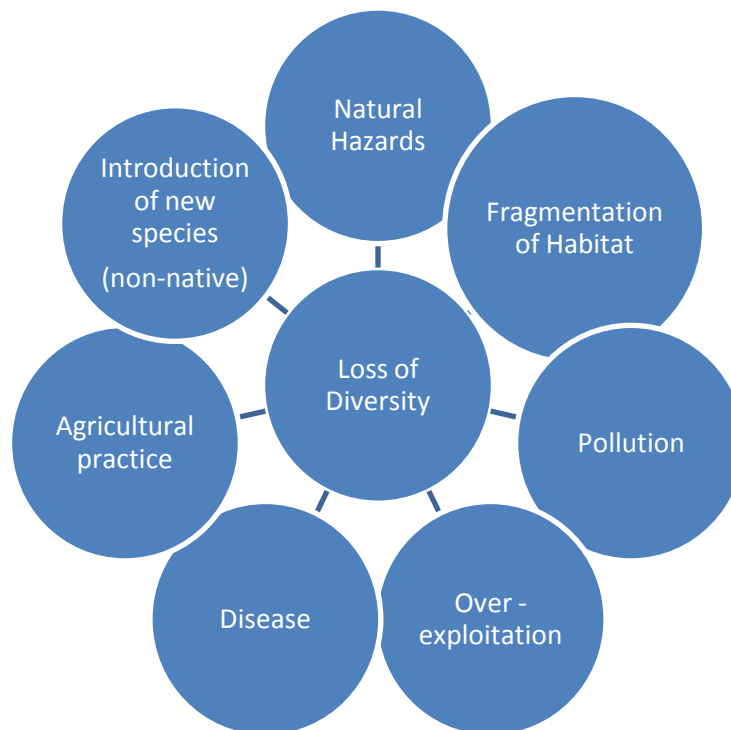 Natural
Hazards
Fragmentation
of Habitat
Pollution
Over -
exploitation
Disease
Agricultural
practice
Introduction
of new
species
(non-native)
Loss of
Diversity